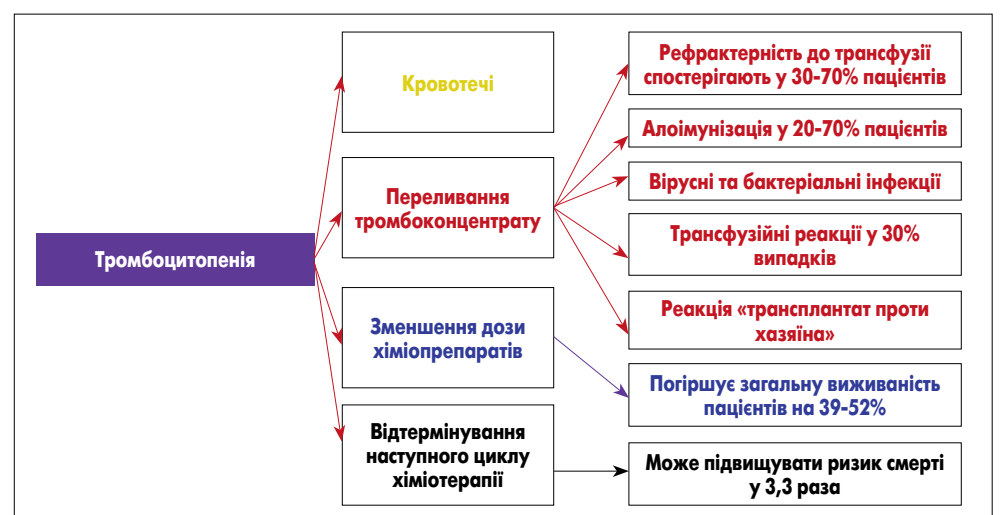 Тромбоцитопенія
Кровотечі
Переливання
тромбоконцентрату
Зменшення дози
хіміопрепаратів
Відтермінування
наступного циклу
хіміотерапії
Рефрактерність до трансфузії
спостерігають у 30-70% пацієнтів
Алоімунізація у 20-70% пацієнтів
Вірусні та бактеріальні інфекції
Трансфузійні реакції у 30%
випадків
Реакція «трансплантат проти
хазяїна»
Погіршує загальну виживаність
пацієнтів на 39-52%
Може підвищувати ризик смерті
у 3,3 раза